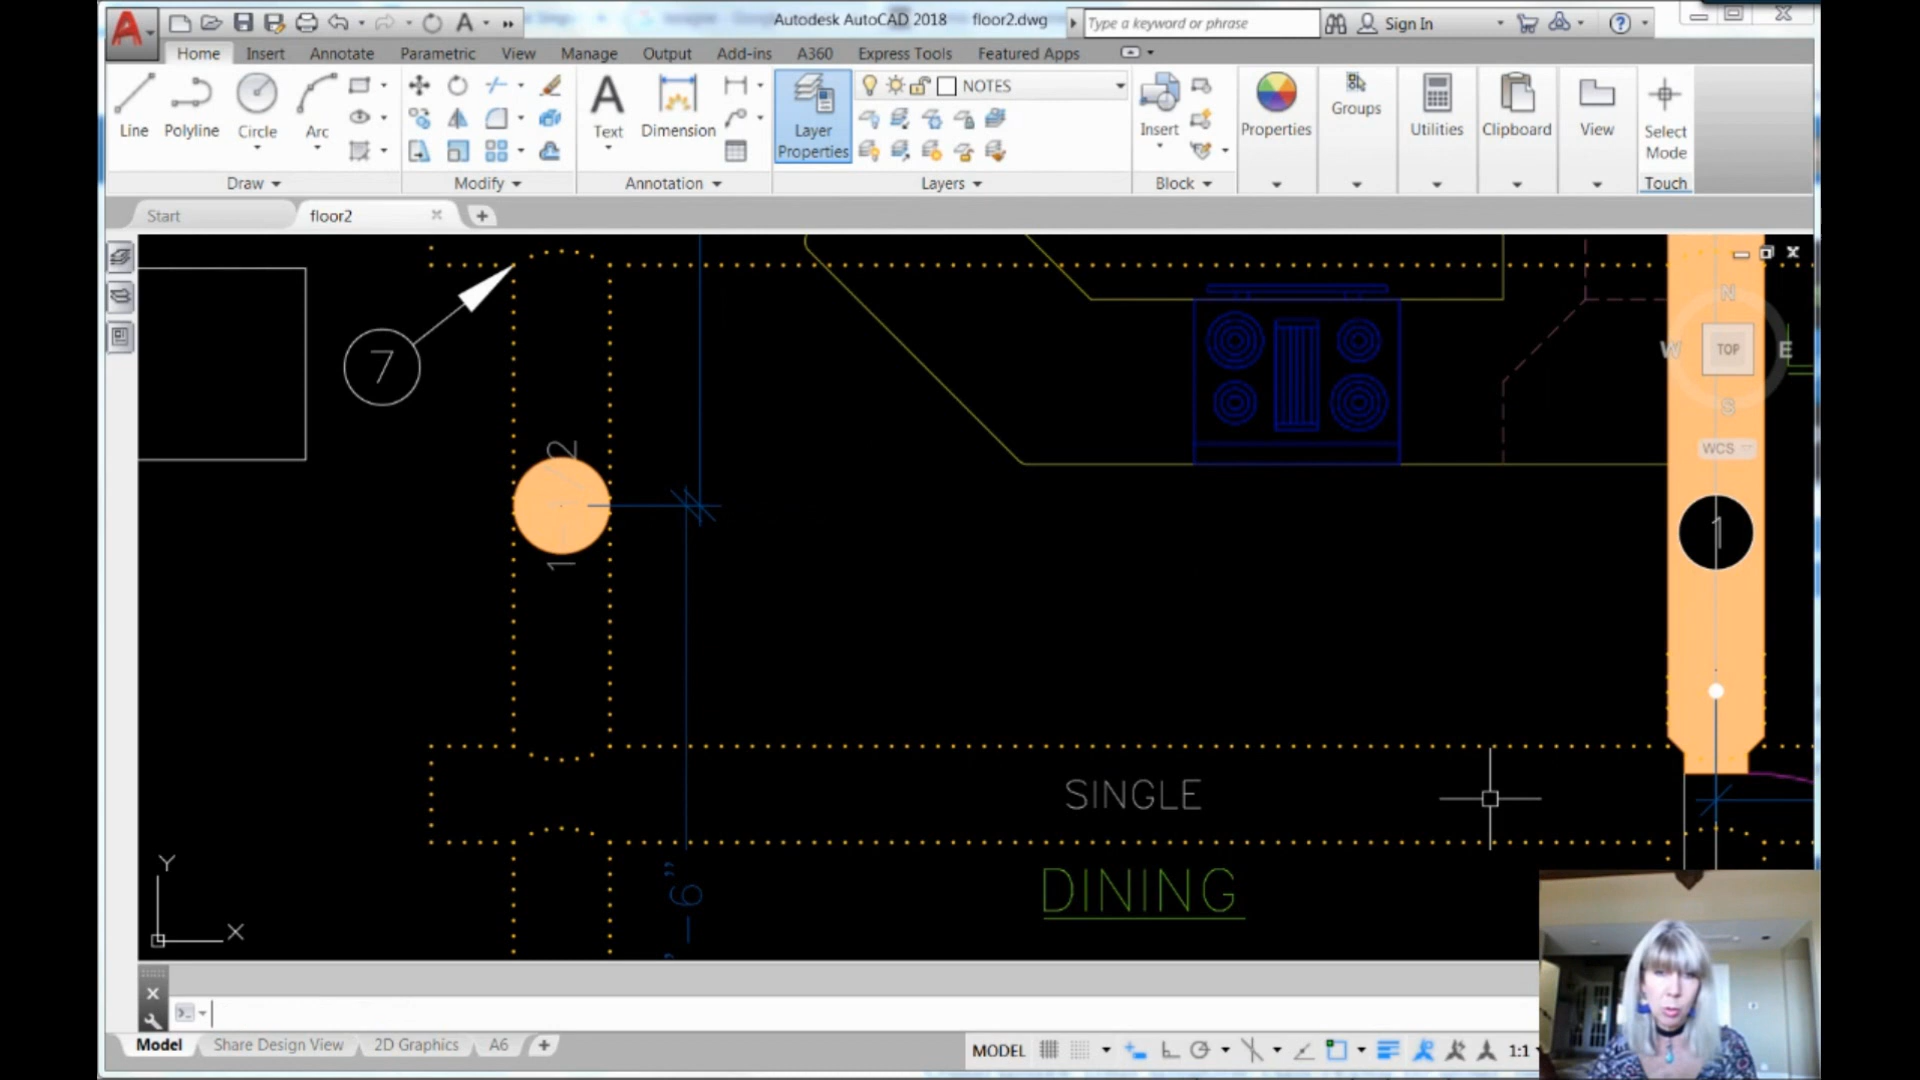 Autodesk AutoCAD 2018 floor2.dwg
Type a keyword or phrase
Sign In
Home Insert Annotate Parametric View Manage Output Add-ins A360 Express Tools Featured Apps
NOTES
Line Polyline Circle Arc
Text Dimension
Layer Properties
Insert
Properties
Groups
Utilities
Clipboard
View
Select Mode
Draw Modify Annotation Layers Block Touch
Start floor2
N
W TOP E
S
WCS
7
1
SINGLE
DINING
-6"
Y
X
Model Share Design View 2D Graphics A6
MODEL 1:1